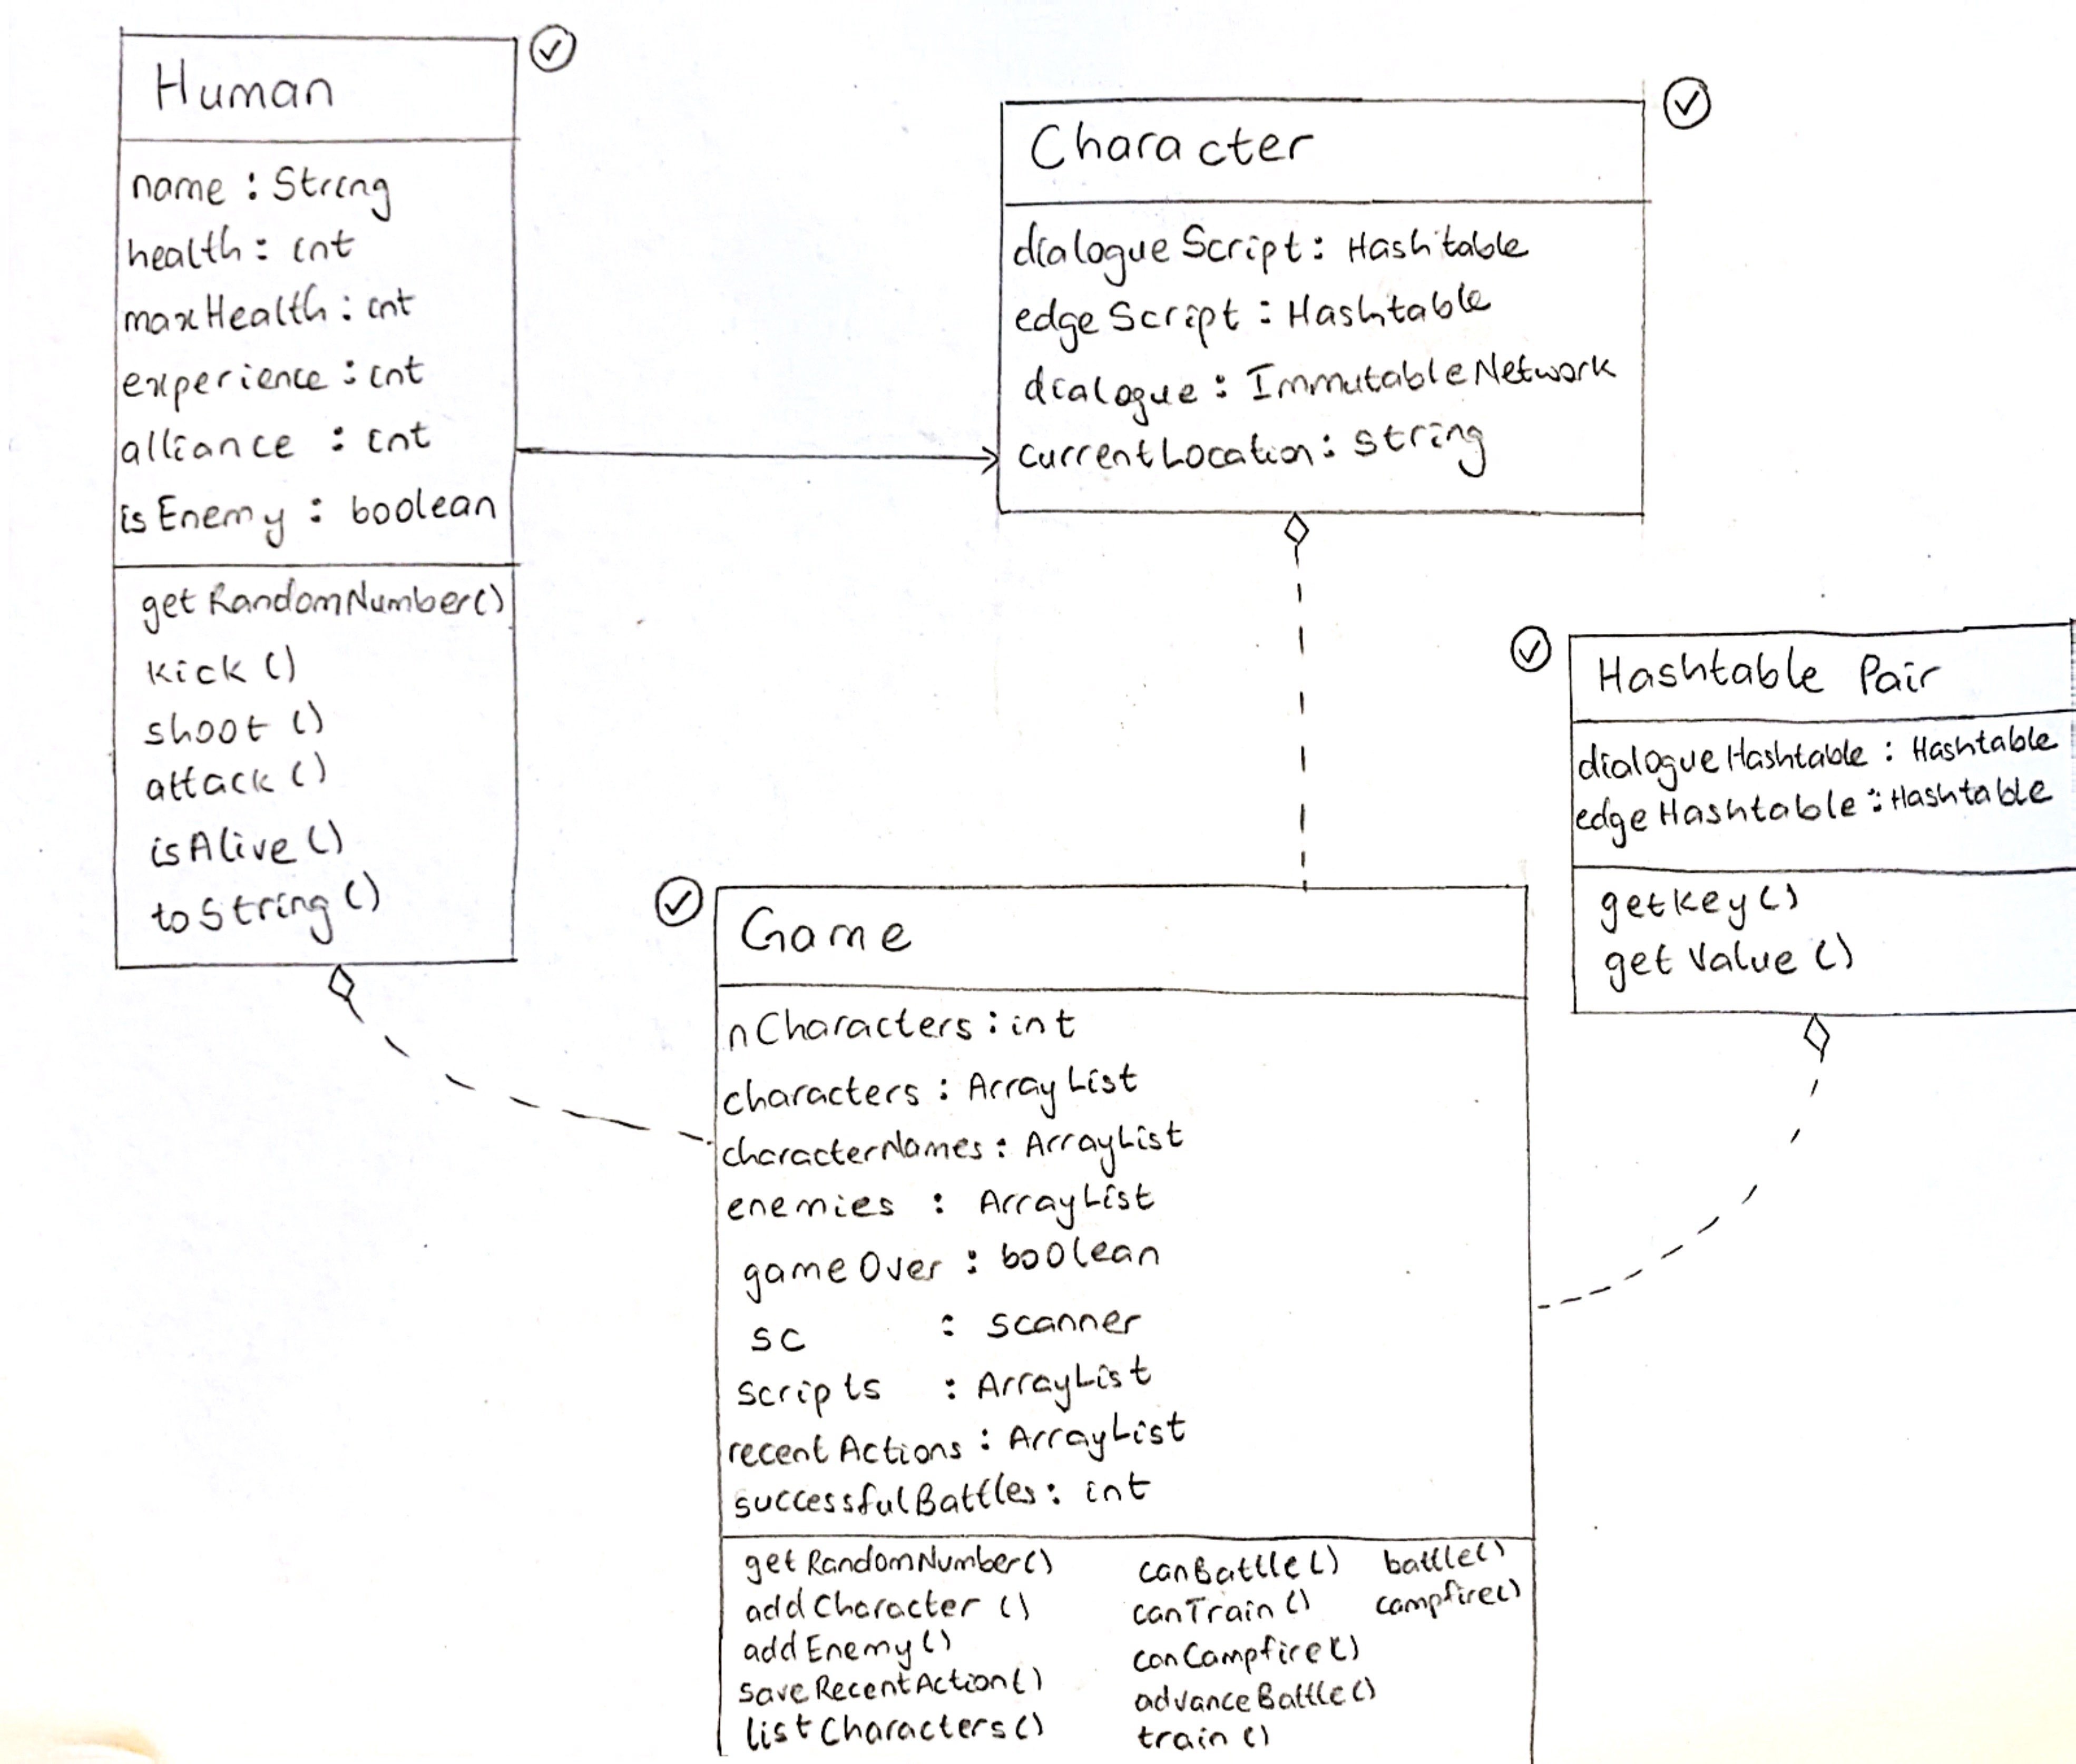 Human
name : String
health : int
maxHealth : int
experience : int
alliance : int
isEnemy : boolean
getRandomNumber()
kick ()
shoot ()
attack ()
isAlive ()
toString ()
Character
dialogueScript : Hashtable
edgeScript : Hashtable
dialogue : ImmutableNetwork
currentLocation : string
Hashtable Pair
dialogueHashtable : Hashtable
edgeHashtable : Hashtable
getkey ()
getValue ()
Game
nCharacters : int
characters : ArrayList
characterNames : ArrayList
enemies : ArrayList
gameOver : boolean
sc : scanner
scripts : ArrayList
recentActions : ArrayList
successfulBattles : int
getRandomNumber() canBattle() battle()
addCharacter () canTrain () campfire()
addEnemy () canCampfire()
saveRecentAction() advanceBattle()
listCharacters () train ()